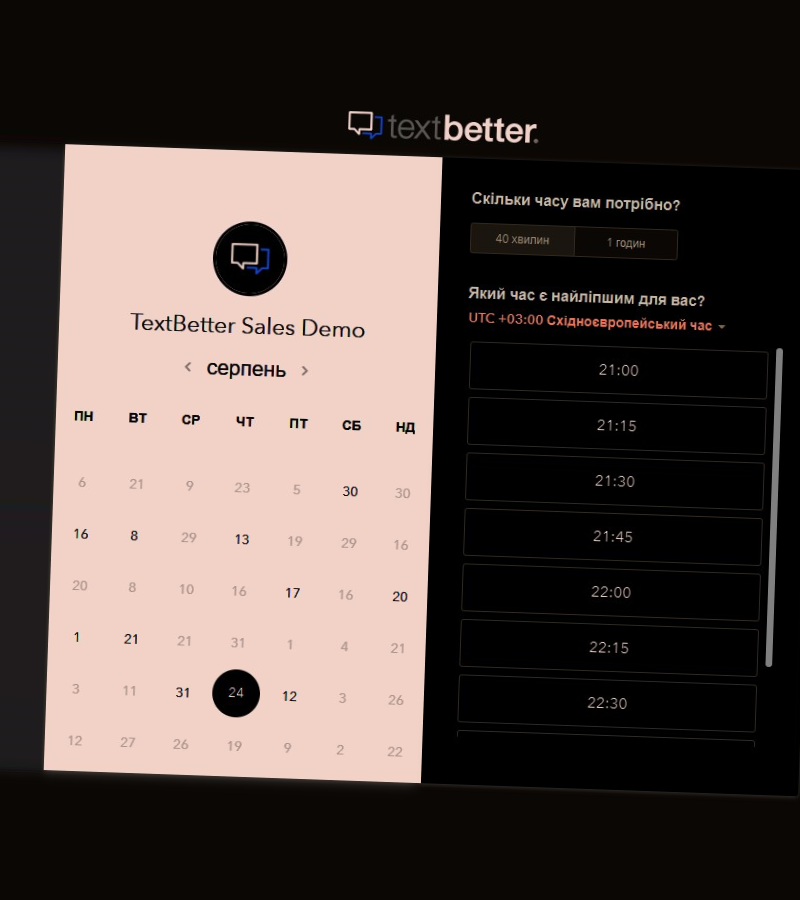 textbetter.
TextBetter Sales Demo
серпень
ПН ВТ СР ЧТ ПТ СБ НД
6 21 9 23 5 30 30
16 8 29 13 19 29 16
20 8 10 16 17 16 20
1 21 21 31 1 4 21
3 11 31 24 12 3 26
12 27 26 19 9 2 22
Скільки часу вам потрібно?
40 хвилин 1 годин
Який час є найліпшим для вас?
UTC +03:00 Східноєвропейський час
21:00
21:15
21:30
21:45
22:00
22:15
22:30